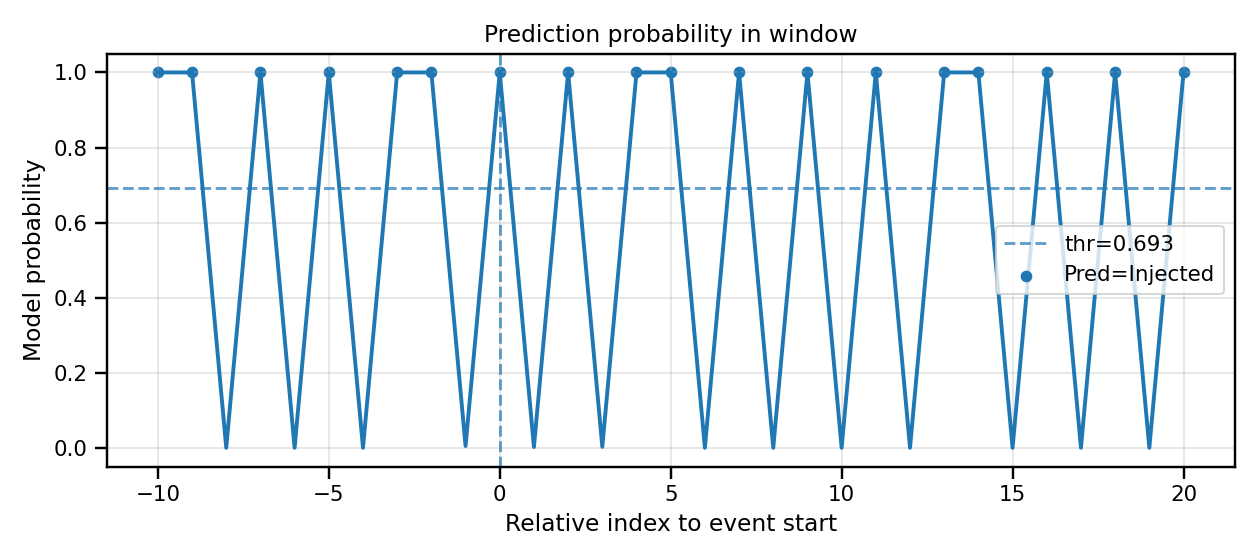 Prediction probability in window
Model probability
1.0
0.8
0.6
0.4
0.2
0.0
thr=0.693
Pred=Injected
−10 −5 0 5 10 15 20
Relative index to event start